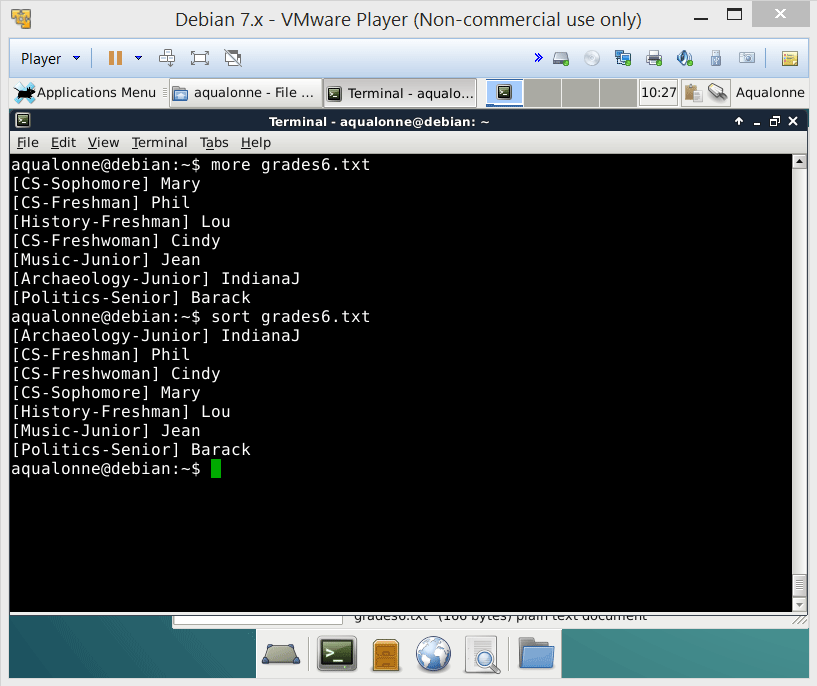 Debian 7.x - VMware Player (Non-commercial use only)
Player
Applications Menu aqualonne - File ... Terminal - aqualo... 10:27 Aqualonne
Terminal - aqualonne@debian: ~
File Edit View Terminal Tabs Help
aqualonne@debian:~$ more grades6.txt
[CS-Sophomore] Mary
[CS-Freshman] Phil
[History-Freshman] Lou
[CS-Freshwoman] Cindy
[Music-Junior] Jean
[Archaeology-Junior] IndianaJ
[Politics-Senior] Barack
aqualonne@debian:~$ sort grades6.txt
[Archaeology-Junior] IndianaJ
[CS-Freshman] Phil
[CS-Freshwoman] Cindy
[CS-Sophomore] Mary
[History-Freshman] Lou
[Music-Junior] Jean
[Politics-Senior] Barack
aqualonne@debian:~$
"grades6.txt" bytes) plain text document